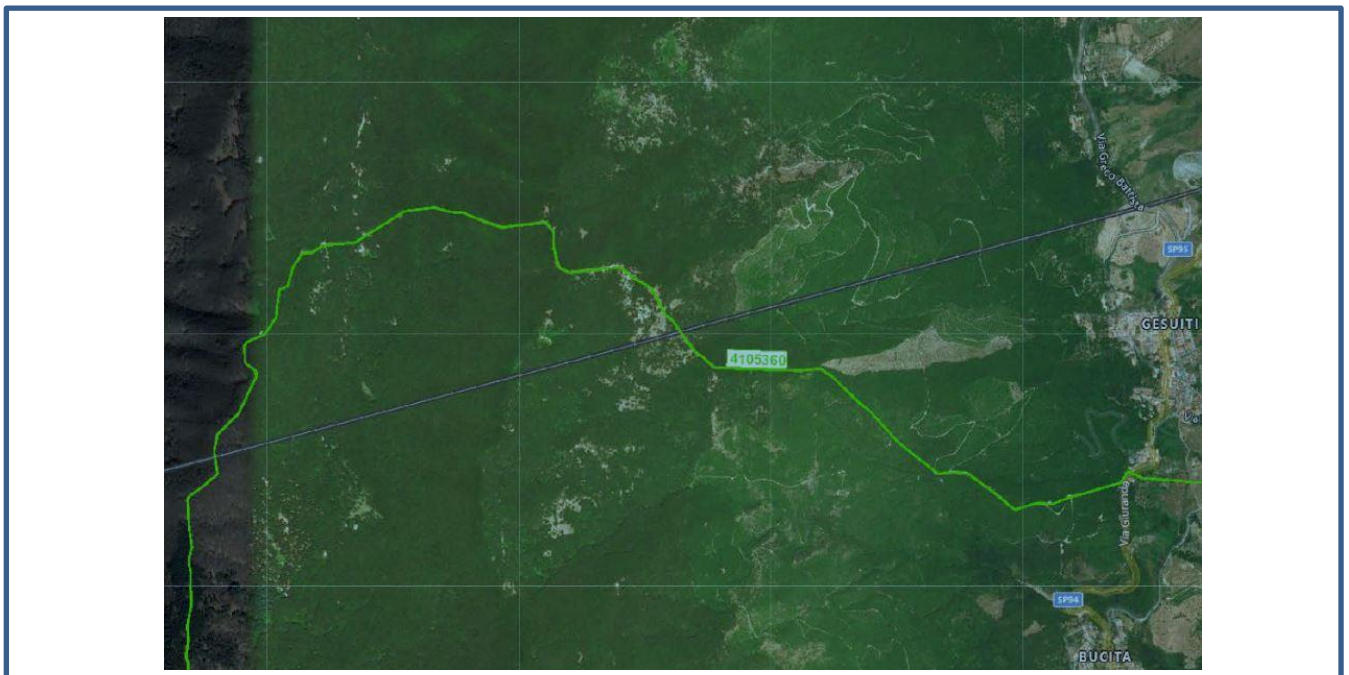 Via Greco Battista
SP95
GESUITI
4105360
Via Giuranda
SP94
BUCITA